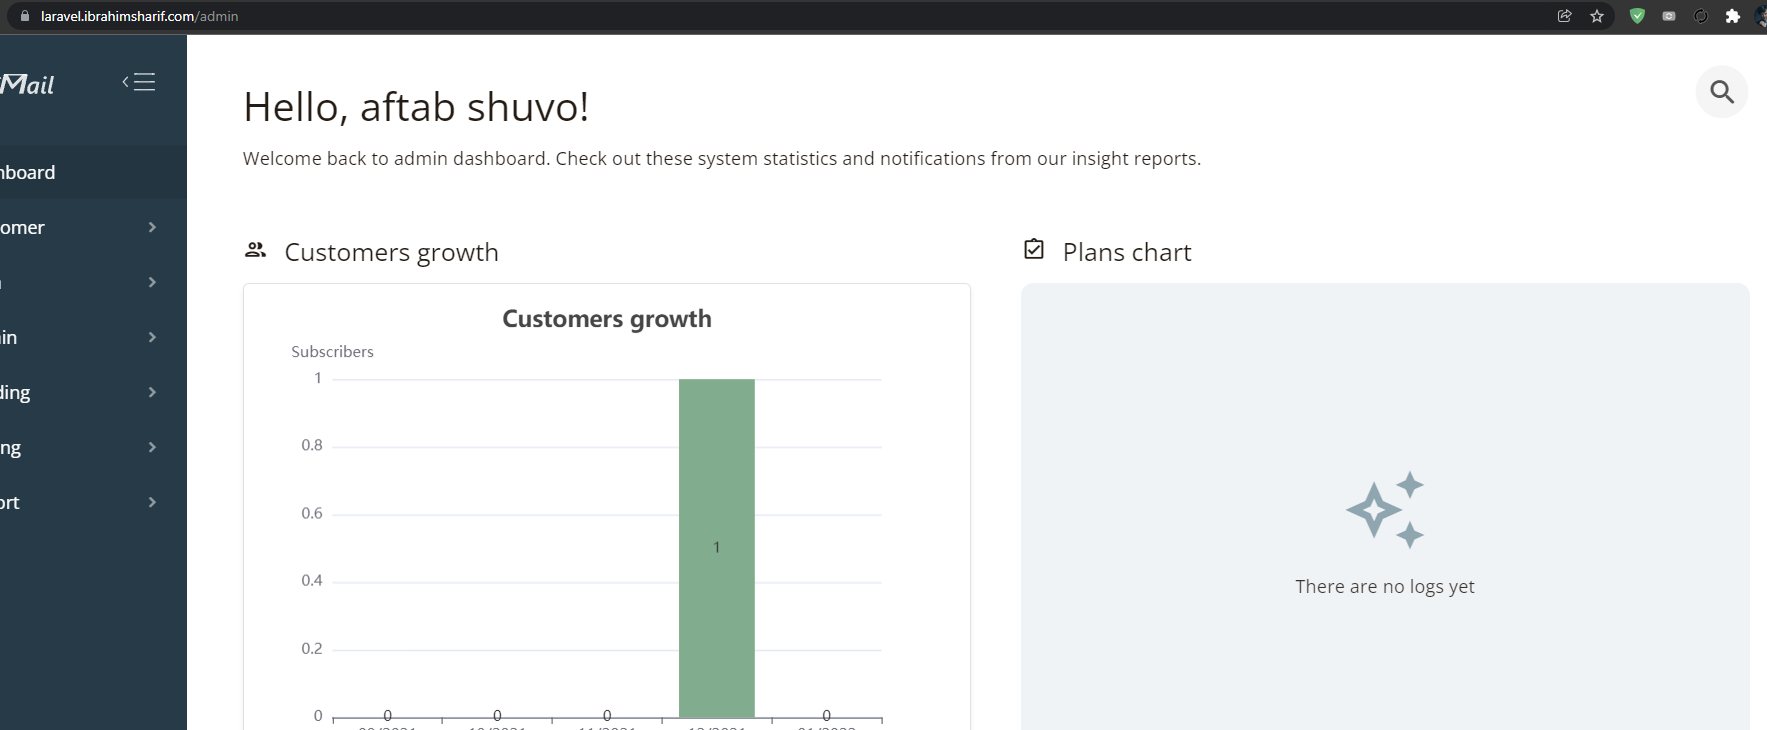 laravel.ibrahimsharif.com/admin
Mail
Hello, aftab shuvo!
Welcome back to admin dashboard. Check out these system statistics and notifications from our insight reports.
nboard
omer
in
ding
ng
ort
Customers growth
Customers growth
Subscribers
1
0.8
0.6
0.4
0.2
0
1
0
0
0
0
Plans chart
There are no logs yet